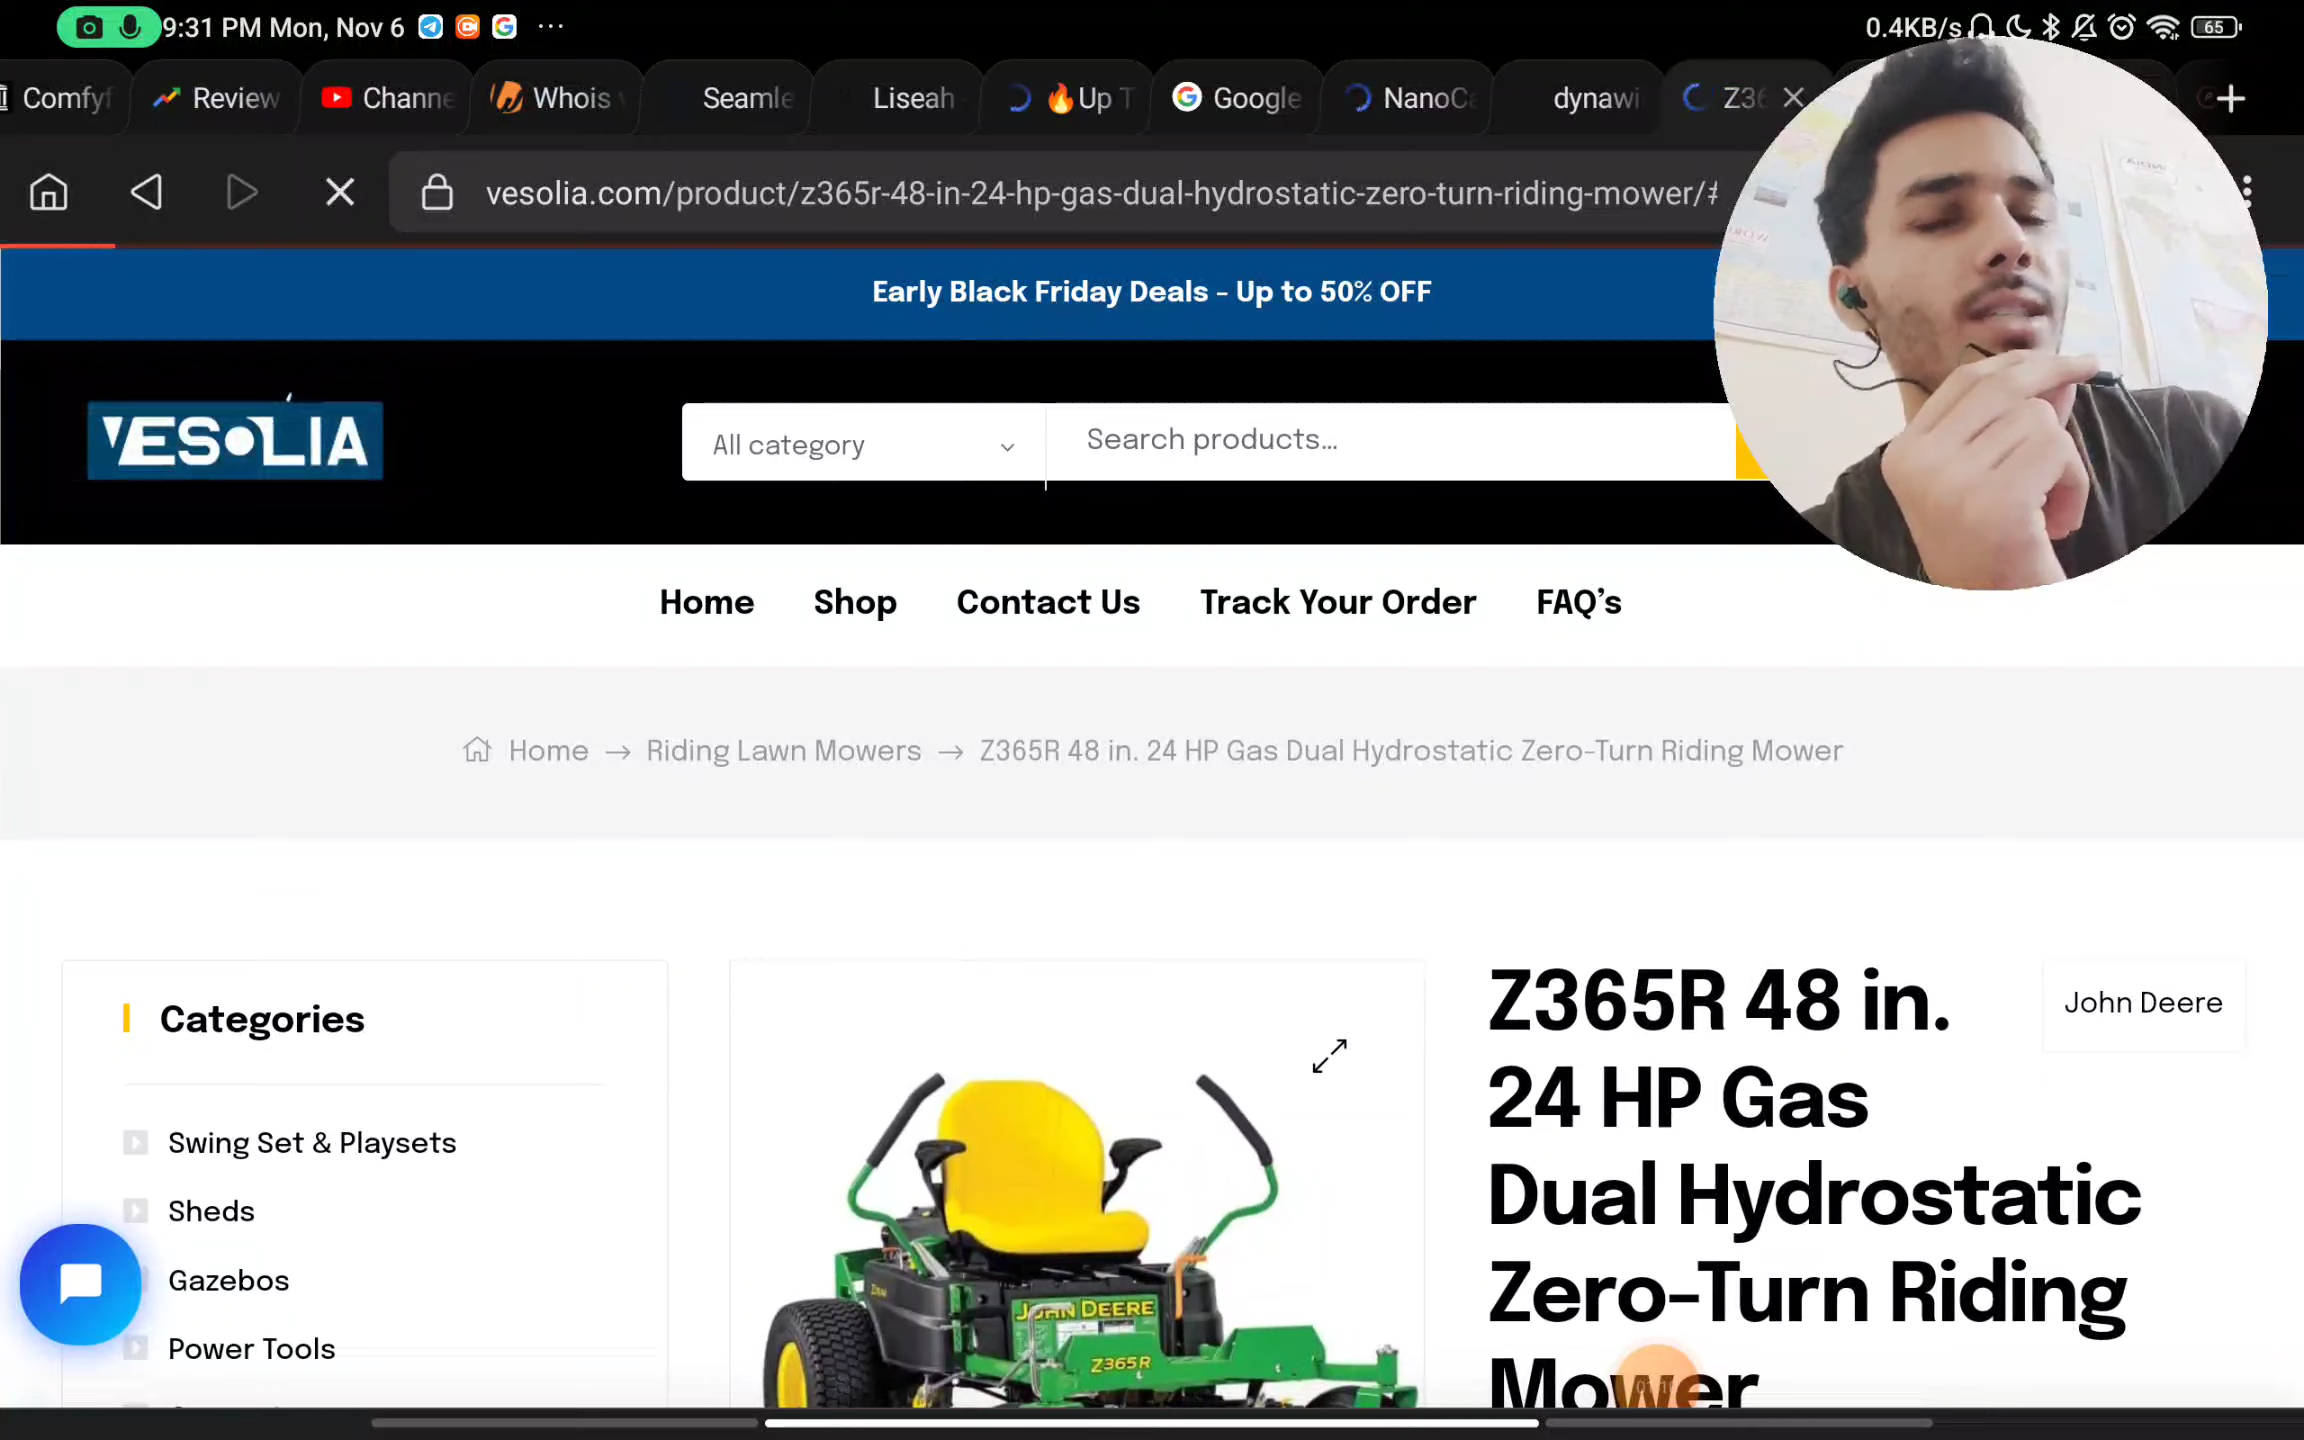 9:31 PM Mon, Nov 6 ...
0.4KB/s 65
Comfyf Review Channe Whois Seamle Liseah 🔥Up T Google NanoCa dynawi Z36
vesolia.com/product/z365r-48-in-24-hp-gas-dual-hydrostatic-zero-turn-riding-mower/#
Early Black Friday Deals - Up to 50% OFF
VESOLIA
All category
Search products...
Home Shop Contact Us Track Your Order FAQ's
Home → Riding Lawn Mowers → Z365R 48 in. 24 HP Gas Dual Hydrostatic Zero-Turn Riding Mower
Categories
Swing Set & Playsets
Sheds
Gazebos
Power Tools
JOHN DEERE
Z365R
Z365R 48 in.
24 HP Gas
Dual Hydrostatic
Zero-Turn Riding
Mower
John Deere